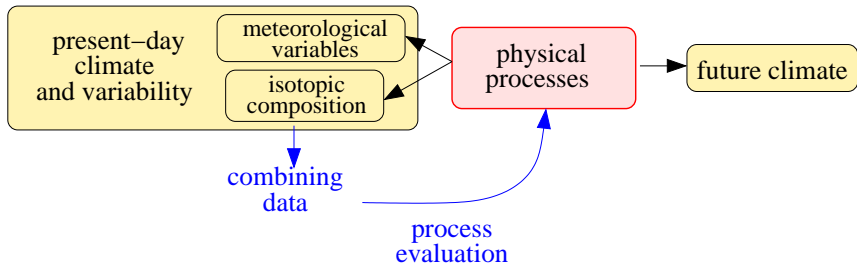 present−day
climate
and variability
meteorological
variables
isotopic
composition
physical
processes
future climate
combining
data
process
evaluation